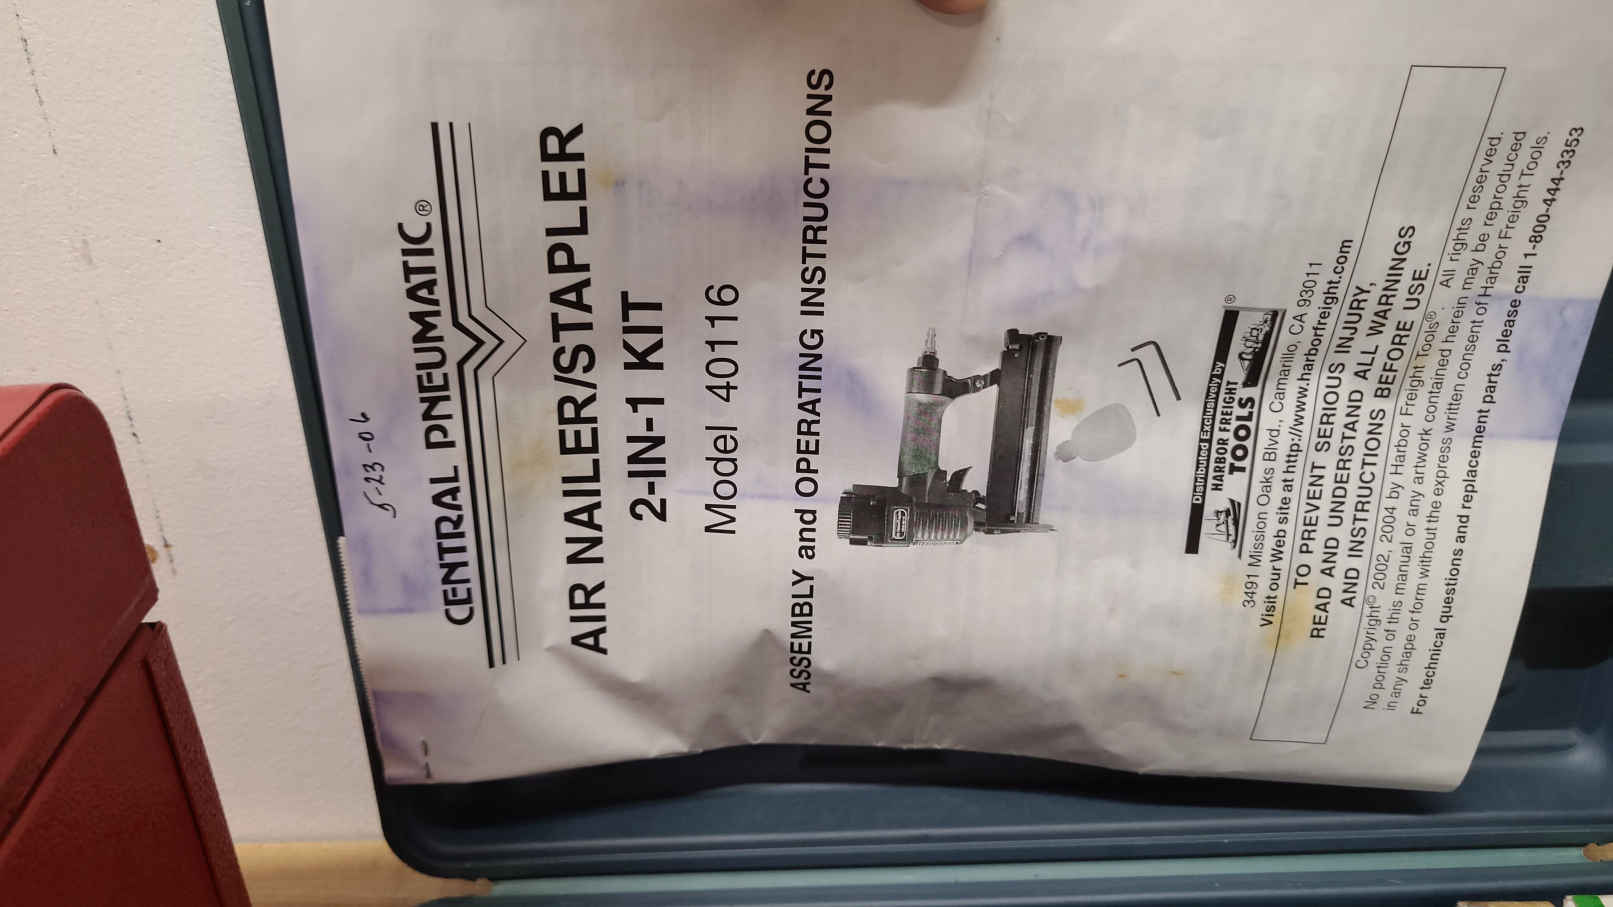 5-23-06
CENTRAL PNEUMATIC®
AIR NAILER/STAPLER
2-IN-1 KIT
Model 40116
ASSEMBLY and OPERATING INSTRUCTIONS
Distributed Exclusively by
HARBOR FREIGHT
TOOLS®
3491 Mission Oaks Blvd., Camarillo, CA 93011
Visit our Web site at http://www.harborfreight.com
TO PREVENT SERIOUS INJURY,
READ AND UNDERSTAND ALL WARNINGS
AND INSTRUCTIONS BEFORE USE.
Copyright© 2002, 2004 by Harbor Freight Tools®. All rights reserved.
No portion of this manual or any artwork contained herein may be reproduced
in any shape or form without the express written consent of Harbor Freight Tools.
For technical questions and replacement parts, please call 1-800-444-3353